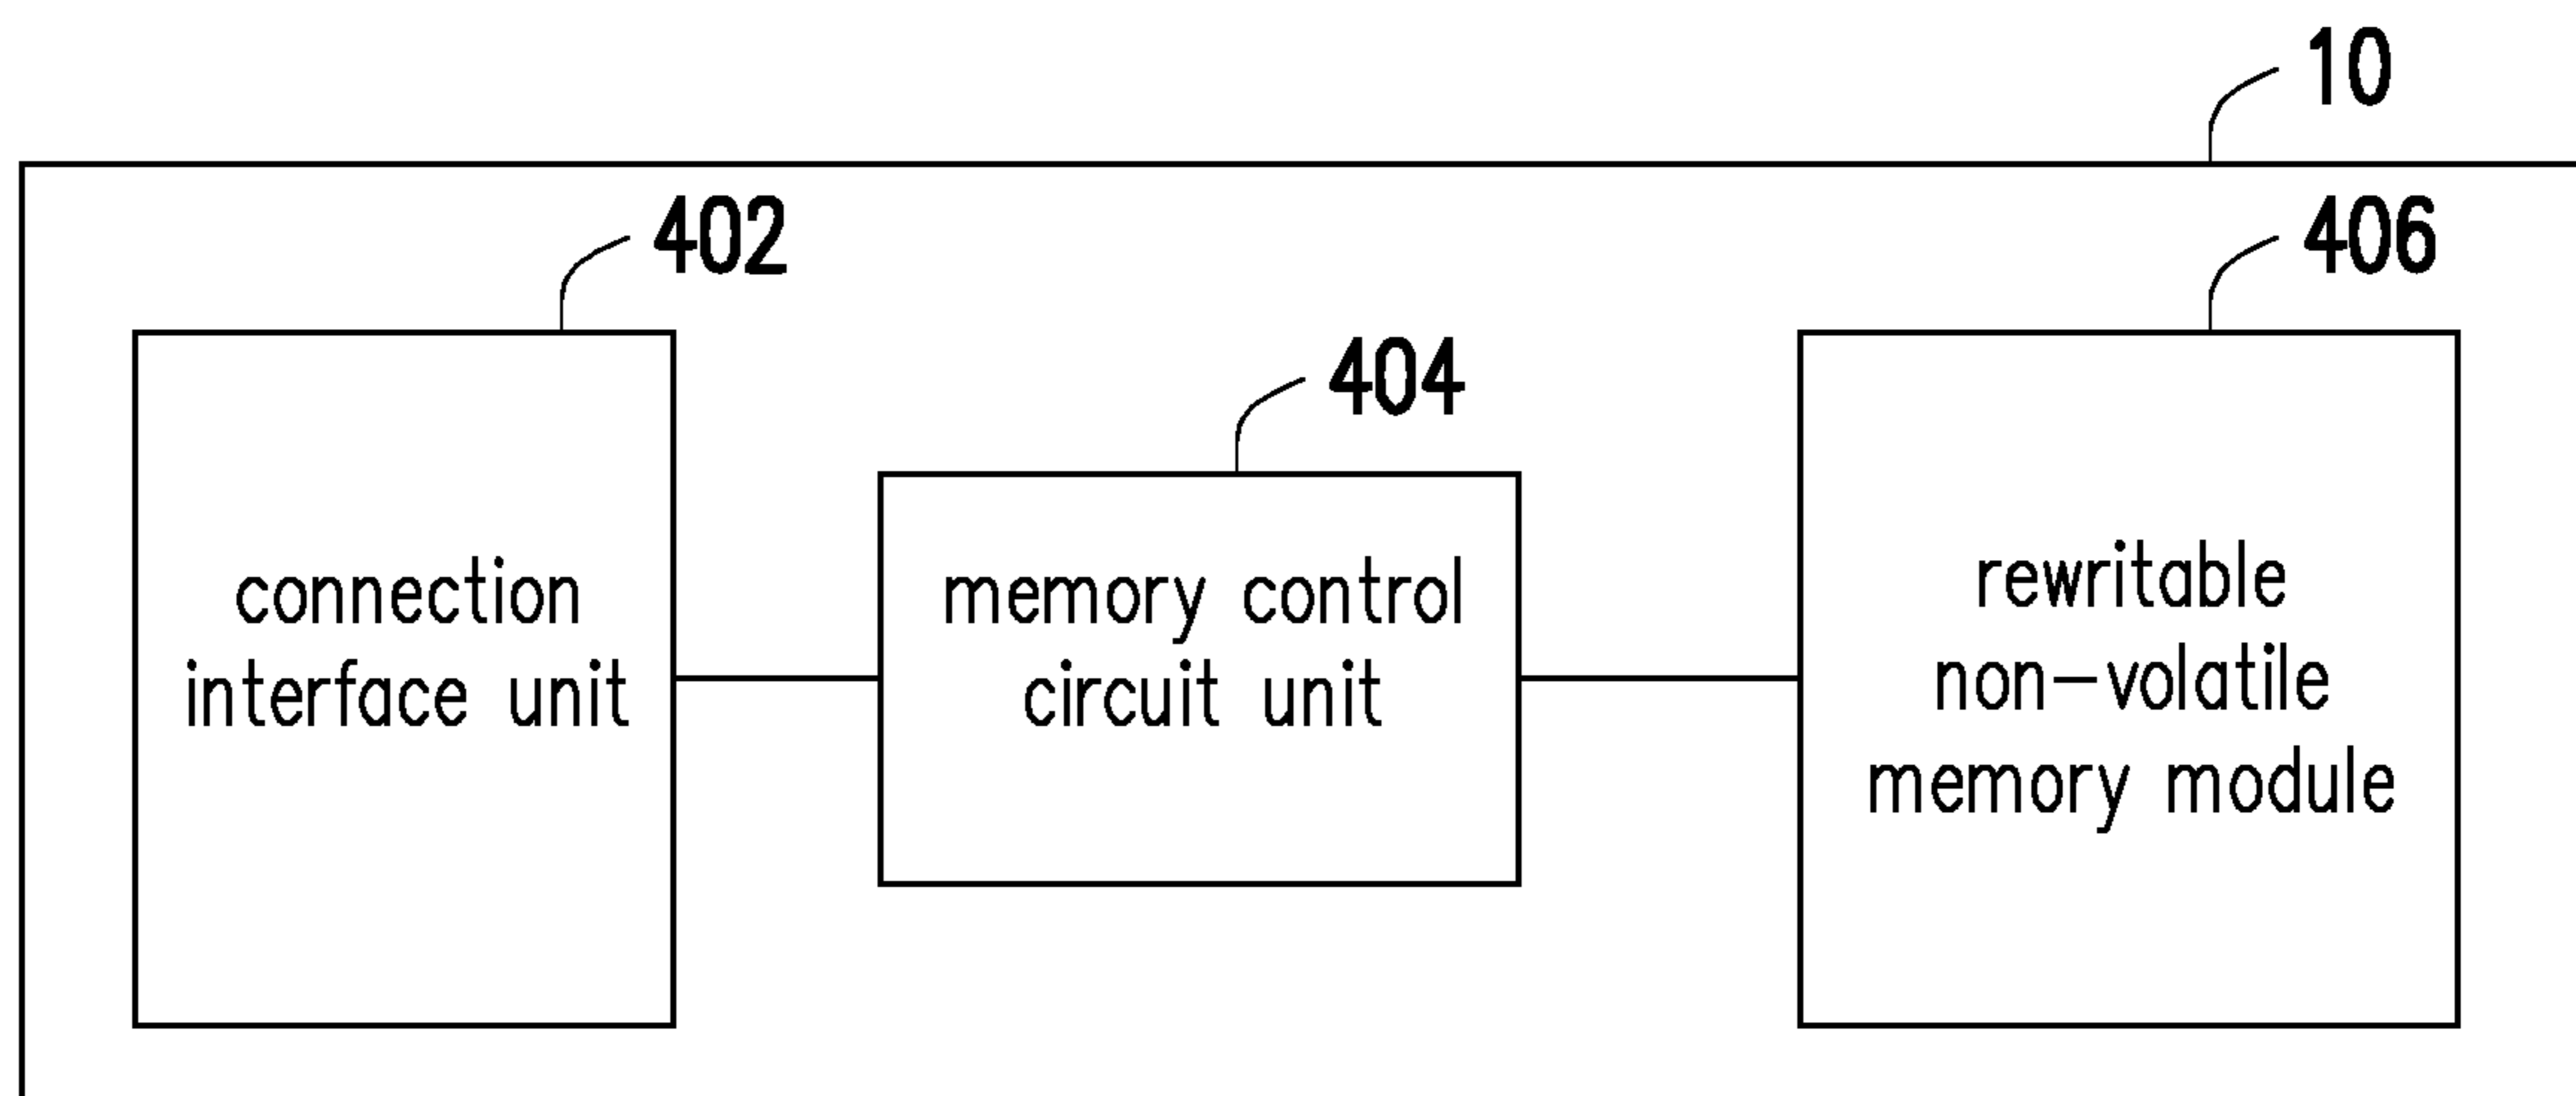 10
402
406
404
connection
interface unit
memory control
circuit unit
rewritable
non-volatile
memory module